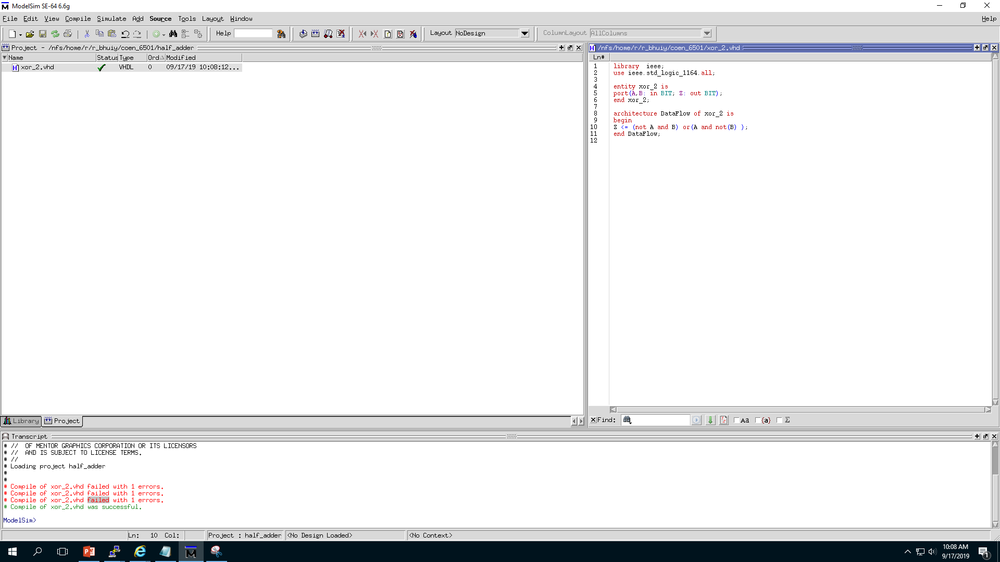 ModelSim SE-64 6.6g
File Edit View Compile Simulate Add Source Tools Layout Window Help
Help Layout NoDesign ColumnLayout AllColumns
Project - /nfs/home/r/r_bhuiy/coen_6501/half_adder
Name Status Type Ord Modified
xor_2.vhd VHDL 0 09/17/19 10:08:12...
Library Project
/nfs/home/r/r_bhuiy/coen_6501/xor_2.vhd
Ln#
1 library  ieee;
2 use ieee.std_logic_1164.all;
3
4 entity xor_2 is
5 port(A,B: in BIT; Z: out BIT);
6 end xor_2;
7
8 architecture DataFlow of xor_2 is
9 begin
10 Z <= (not A and B) or(A and not(B) );
11 end DataFlow;
12
Find: Aa {a} Σ
Transcript
# //  OF MENTOR GRAPHICS CORPORATION OR ITS LICENSORS
# //  AND IS SUBJECT TO LICENSE TERMS.
# //
# Loading project half_adder
#
#
# Compile of xor_2.vhd failed with 1 errors.
# Compile of xor_2.vhd failed with 1 errors.
# Compile of xor_2.vhd failed with 1 errors.
# Compile of xor_2.vhd was successful.
ModelSim>
Ln: 10 Col: Project : half_adder <No Design Loaded> <No Context>
10:08 AM
9/17/2019
1